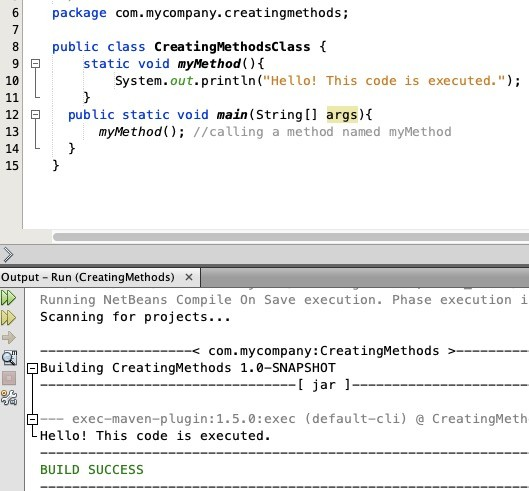 6 package com.mycompany.creatingmethods;
7
8 public class CreatingMethodsClass {
9 static void myMethod(){
10 System.out.println("Hello! This code is executed.");
11 }
12 public static void main(String[] args){
13 myMethod(); //calling a method named myMethod
14 }
15 }
Output - Run (CreatingMethods) ×
Running NetBeans Compile On Save execution. Phase execution i
Scanning for projects...
--------------------< com.mycompany:CreatingMethods >--------
Building CreatingMethods 1.0-SNAPSHOT
--------------------------------[ jar ]----------------------
--- exec-maven-plugin:1.5.0:exec (default-cli) @ CreatingMeth
Hello! This code is executed.
BUILD SUCCESS